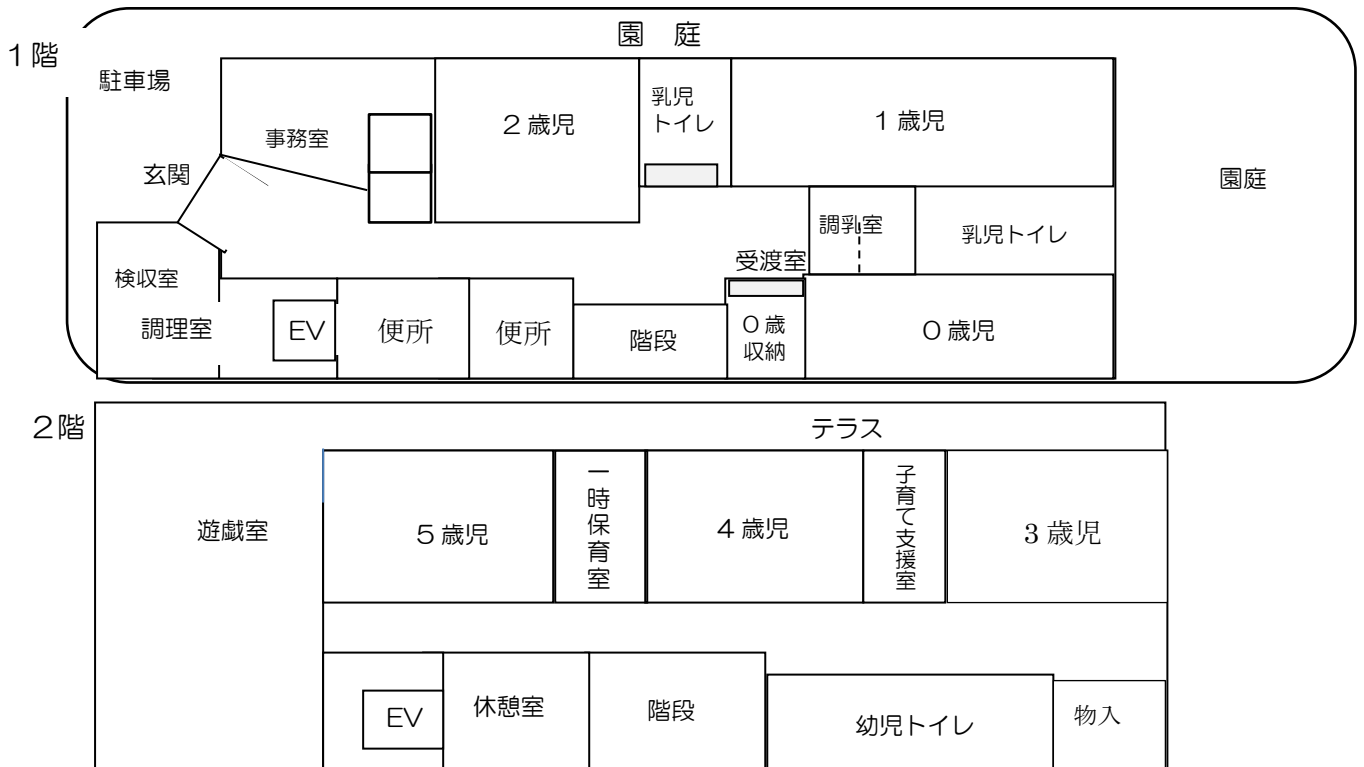 園　庭
1階
駐車場
事務室
2歳児
乳児
トイレ
1歳児
玄関
園庭
調乳室
乳児トイレ
受渡室
検収室
調理室
EV
便所
便所
階段
0歳
収納
0歳児
2階
テラス
遊戯室
5歳児
一時保育室
4歳児
子育て支援室
3歳児
EV
休憩室
階段
幼児トイレ
物入